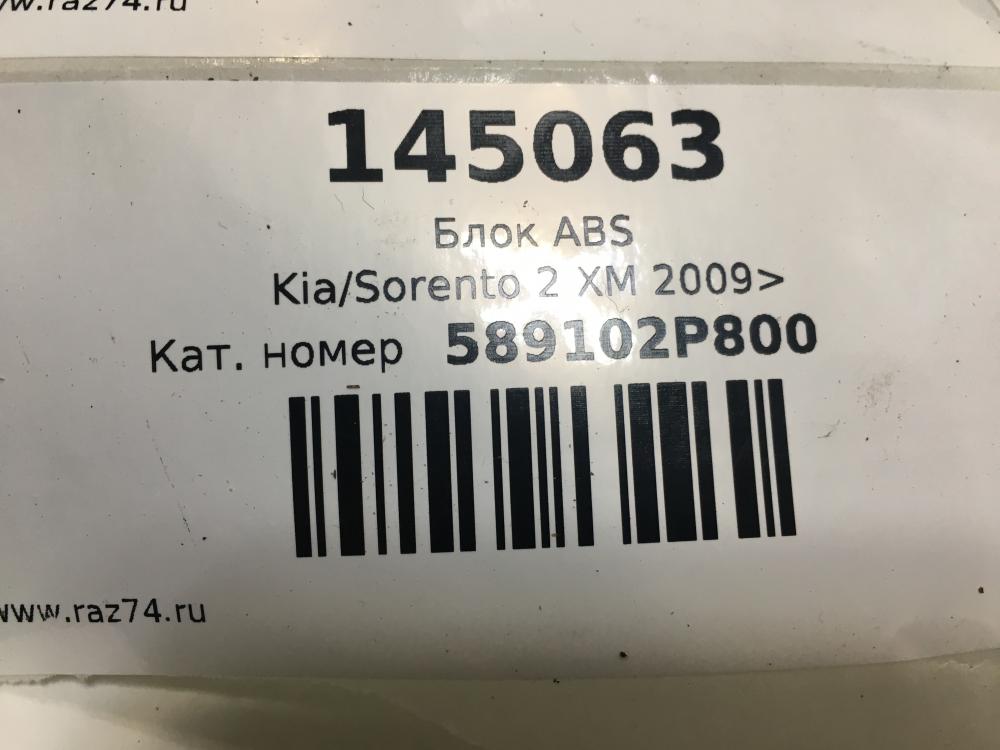 www.raz74.ru
145063
Блок ABS
Kia/Sorento 2 XM 2009>
Кат. номер 589102P800
www.raz74.ru